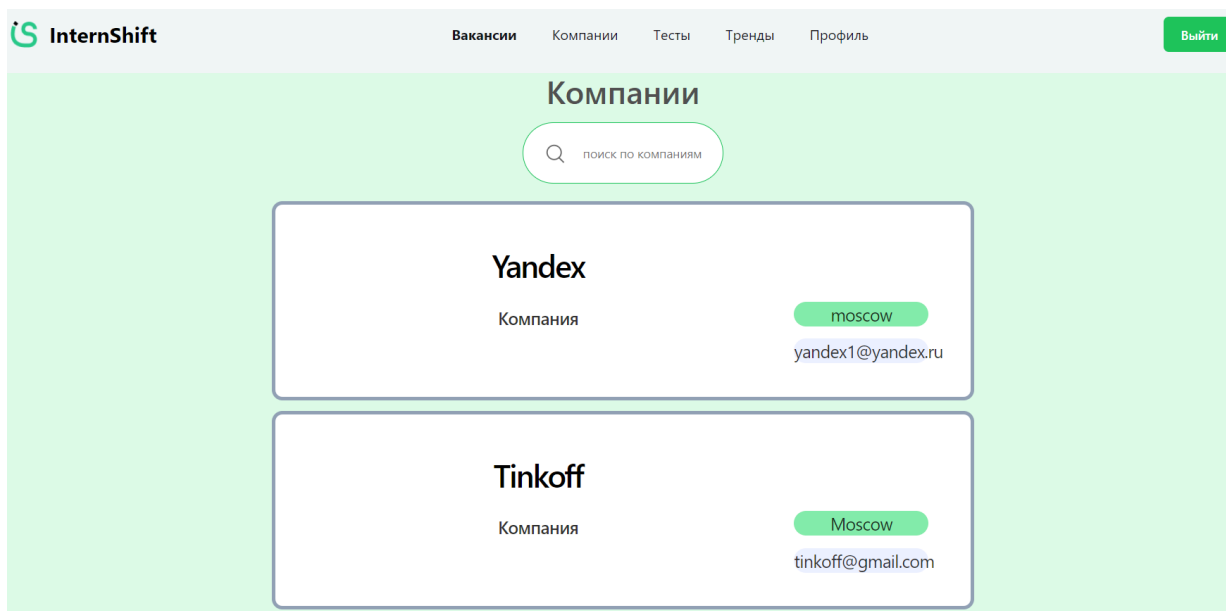 InternShift Вакансии Компании Тесты Тренды Профиль Выйти
Компании
поиск по компаниям
Yandex
Компания
moscow
yandex1@yandex.ru
Tinkoff
Компания
Moscow
tinkoff@gmail.com